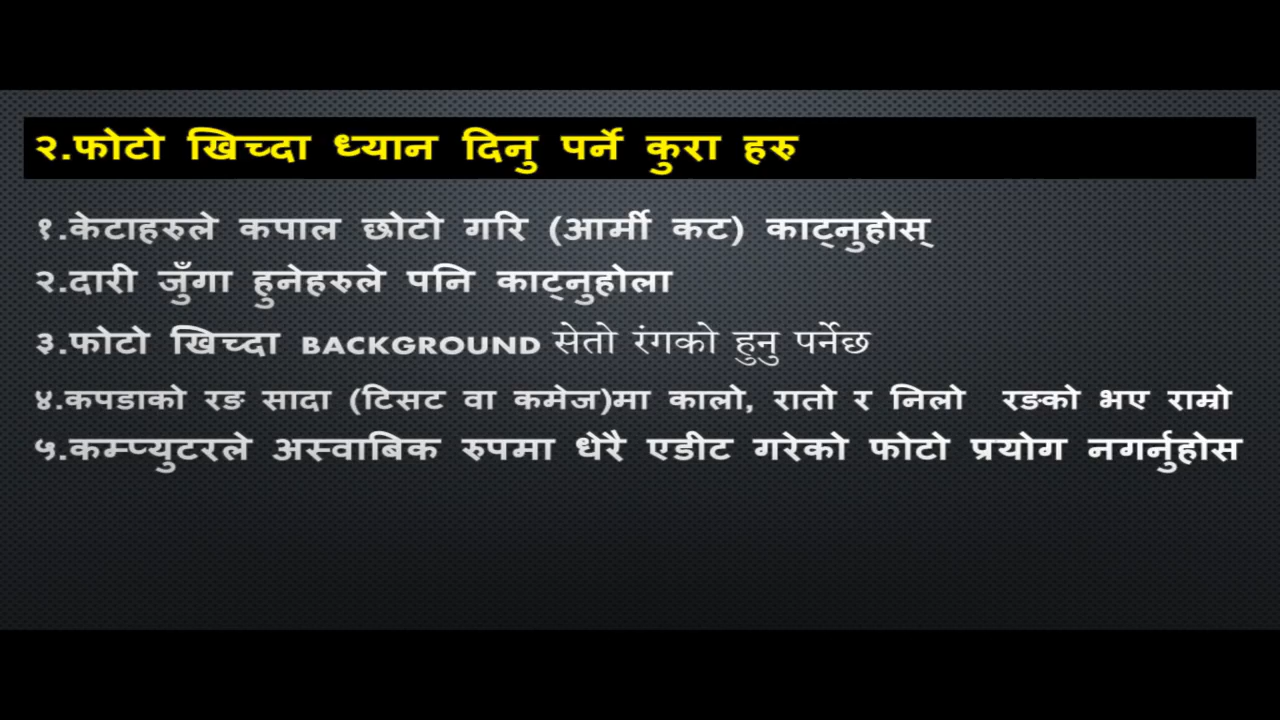 २.फोटो खिच्दा ध्यान दिनु पर्ने कुरा हरु
१.केटाहरुले कपाल छोटो गरि (आर्मी कट) काट्नुहोस्
२.दारी जुँगा हुनेहरुले पनि काट्नुहोला
३.फोटो खिच्दा BACKGROUND सेतो रंगको हुनु पर्नेछ
४.कपडाको रङ सादा (टिसट वा कमेज)मा कालो, रातो र निलो रङको भए राम्रो
५.कम्प्युटरले अस्वाबिक रुपमा धेरै एडीट गरेको फोटो प्रयोग नगर्नुहोस